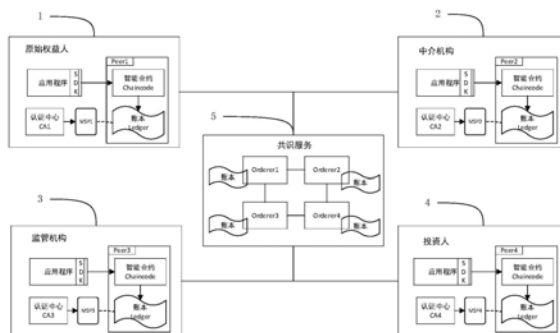 1
原始权益人
Peer1
应用程序
S
D
K
智能合约
Chaincode
认证中心
CA1
MSP1
账本
Ledger
2
中介机构
Peer2
应用程序
S
D
K
智能合约
Chaincode
认证中心
CA2
MSP2
账本
Ledger
5
共识服务
账本
Orderer1
Orderer2
账本
账本
Orderer3
Orderer4
账本
3
监管机构
Peer3
应用程序
S
D
K
智能合约
Chaincode
认证中心
CA3
MSP3
账本
Ledger
4
投资人
Peer4
应用程序
S
D
K
智能合约
Chaincode
认证中心
CA4
MSP4
账本
Ledger